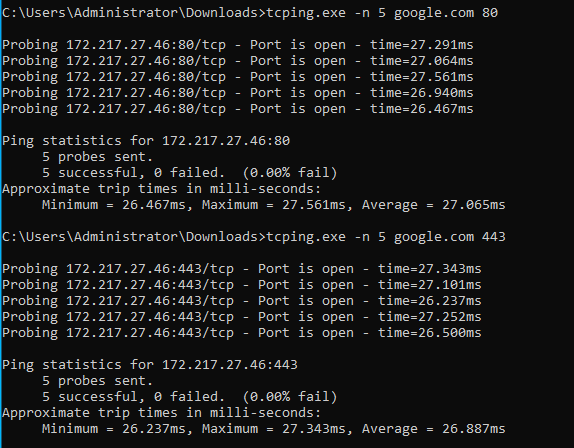 C:\Users\Administrator\Downloads>tcping.exe -n 5 google.com 80
Probing 172.217.27.46:80/tcp - Port is open - time=27.291ms
Probing 172.217.27.46:80/tcp - Port is open - time=27.064ms
Probing 172.217.27.46:80/tcp - Port is open - time=27.561ms
Probing 172.217.27.46:80/tcp - Port is open - time=26.940ms
Probing 172.217.27.46:80/tcp - Port is open - time=26.467ms
Ping statistics for 172.217.27.46:80
5 probes sent.
5 successful, 0 failed.  (0.00% fail)
Approximate trip times in milli-seconds:
Minimum = 26.467ms, Maximum = 27.561ms, Average = 27.065ms
C:\Users\Administrator\Downloads>tcping.exe -n 5 google.com 443
Probing 172.217.27.46:443/tcp - Port is open - time=27.343ms
Probing 172.217.27.46:443/tcp - Port is open - time=27.101ms
Probing 172.217.27.46:443/tcp - Port is open - time=26.237ms
Probing 172.217.27.46:443/tcp - Port is open - time=27.252ms
Probing 172.217.27.46:443/tcp - Port is open - time=26.500ms
Ping statistics for 172.217.27.46:443
5 probes sent.
5 successful, 0 failed.  (0.00% fail)
Approximate trip times in milli-seconds:
Minimum = 26.237ms, Maximum = 27.343ms, Average = 26.887ms